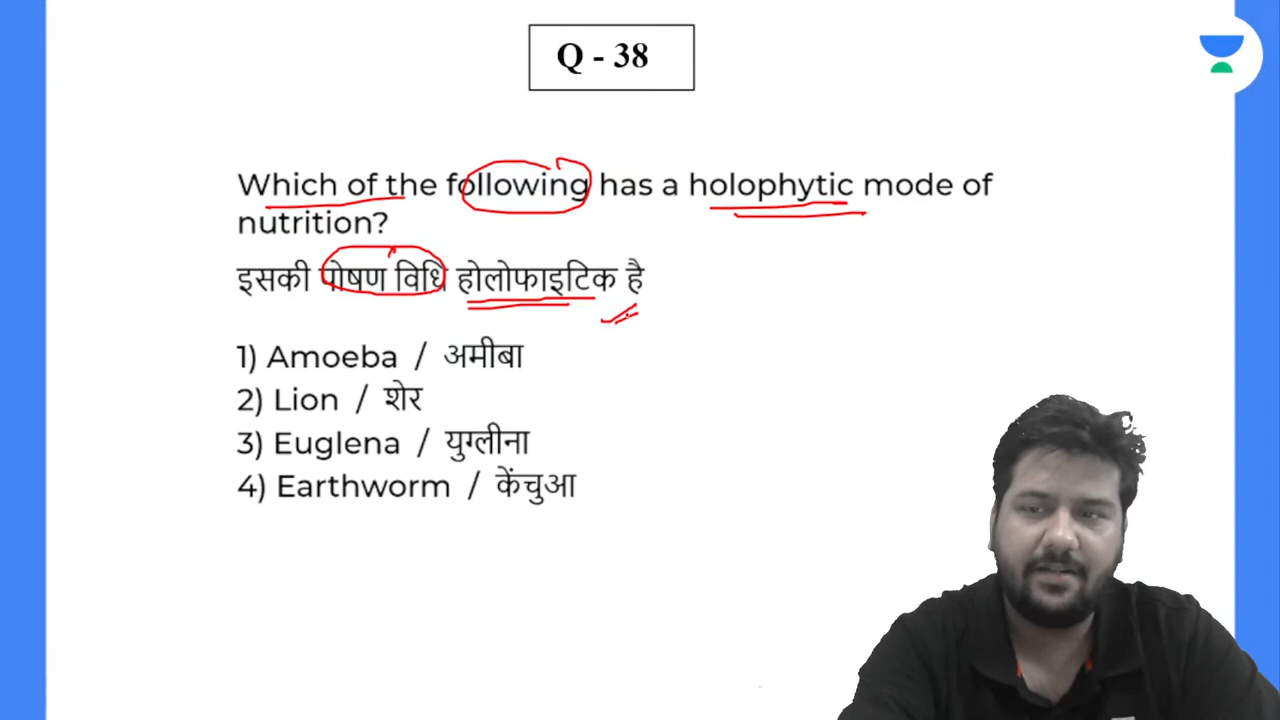 Q - 38
Which of the following has a holophytic mode of
nutrition?
इसकी पोषण विधि होलोफाइटिक है
1) Amoeba / अमीबा
2) Lion / शेर
3) Euglena / युग्लीना
4) Earthworm / केंचुआ